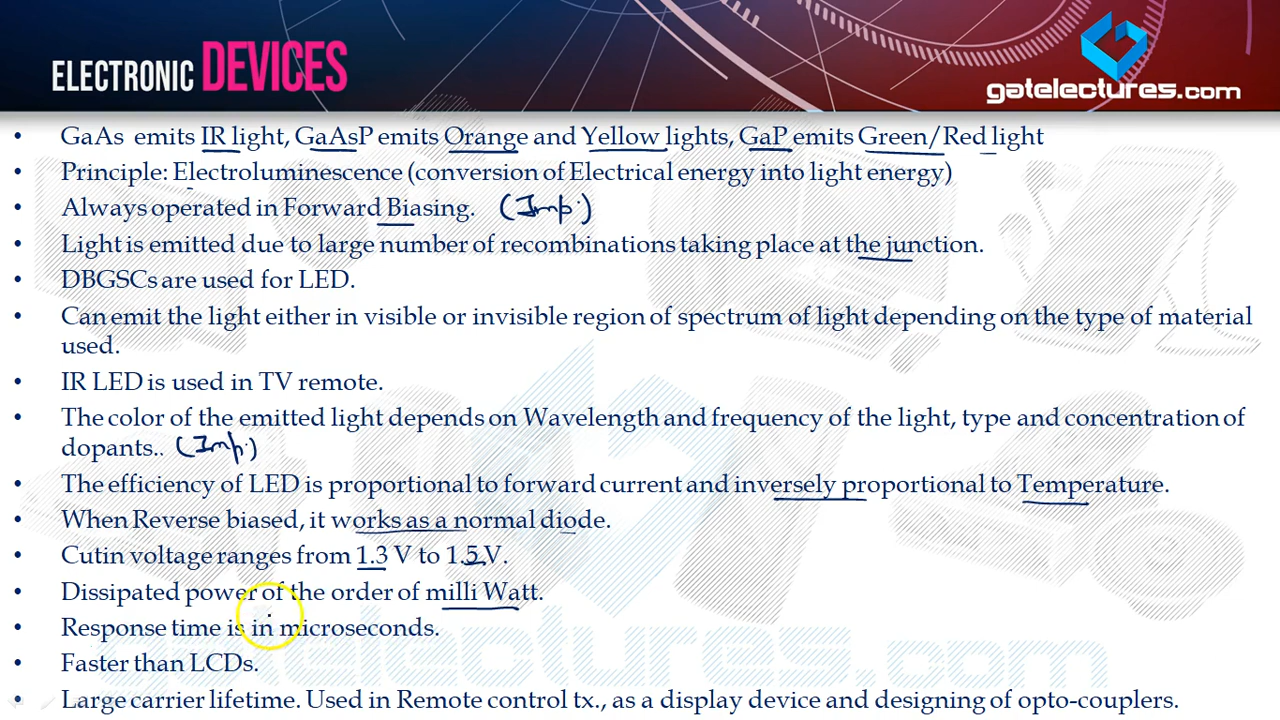 ELECTRONIC DEVICES
gatelectures.com
• GaAs emits IR light, GaAsP emits Orange and Yellow lights, GaP emits Green/Red light
• Principle: Electroluminescence (conversion of Electrical energy into light energy)
• Always operated in Forward Biasing. (Imp.)
• Light is emitted due to large number of recombinations taking place at the junction.
• DBGSCs are used for LED.
• Can emit the light either in visible or invisible region of spectrum of light depending on the type of material
used.
• IR LED is used in TV remote.
• The color of the emitted light depends on Wavelength and frequency of the light, type and concentration of
dopants.. (Imp.)
• The efficiency of LED is proportional to forward current and inversely proportional to Temperature.
• When Reverse biased, it works as a normal diode.
• Cutin voltage ranges from 1.3 V to 1.5 V.
• Dissipated power of the order of milli Watt.
• Response time is in microseconds.
• Faster than LCDs.
• Large carrier lifetime. Used in Remote control tx., as a display device and designing of opto-couplers.
gatelectures.com